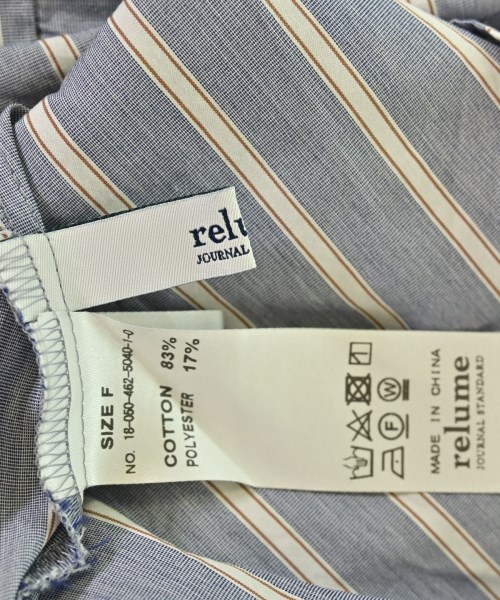 relu
JOURNAL
SIZE F
NO. 18-050-462-5040-1-0
COTTON 83%
POLYESTER 17%
F
W
MADE IN CHINA
relume
JOURNAL STANDARD